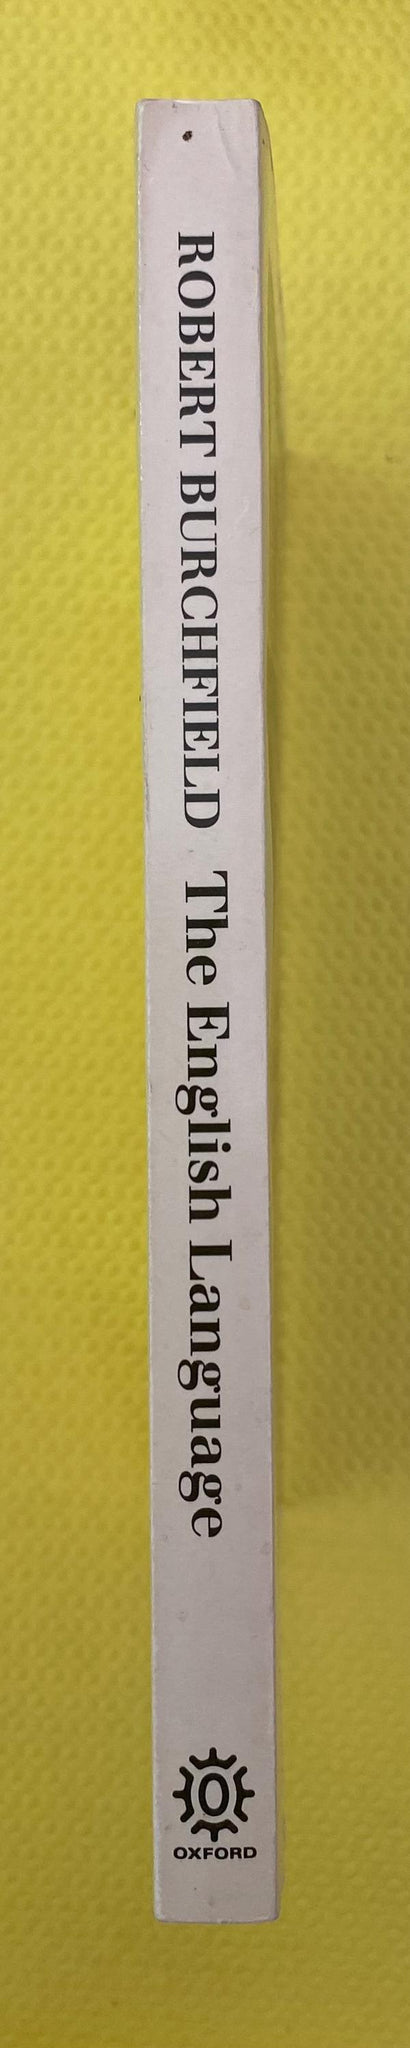 ROBERT BURCHFIELD The English Language
O
OXFORD